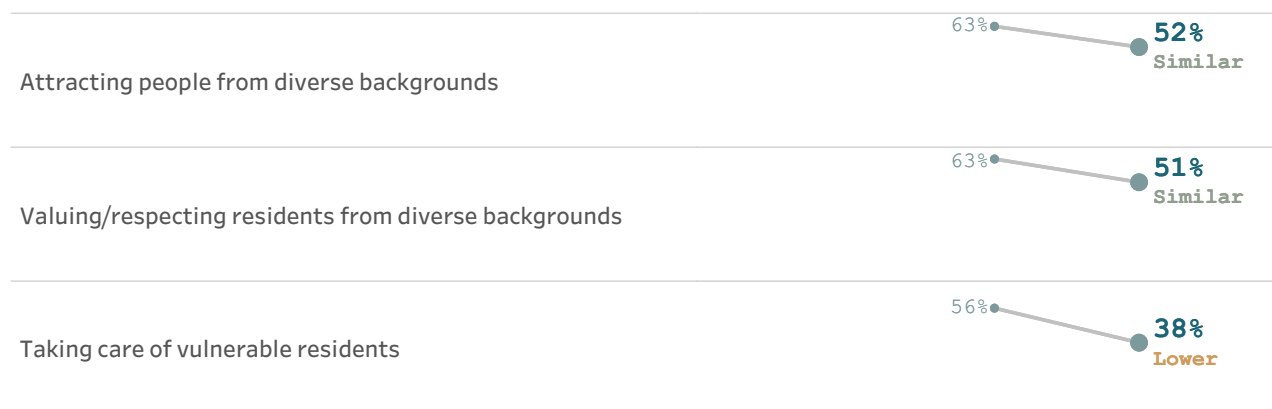 63%
52%
Similar
Attracting people from diverse backgrounds
63%
51%
Similar
Valuing/respecting residents from diverse backgrounds
56%
38%
Lower
Taking care of vulnerable residents